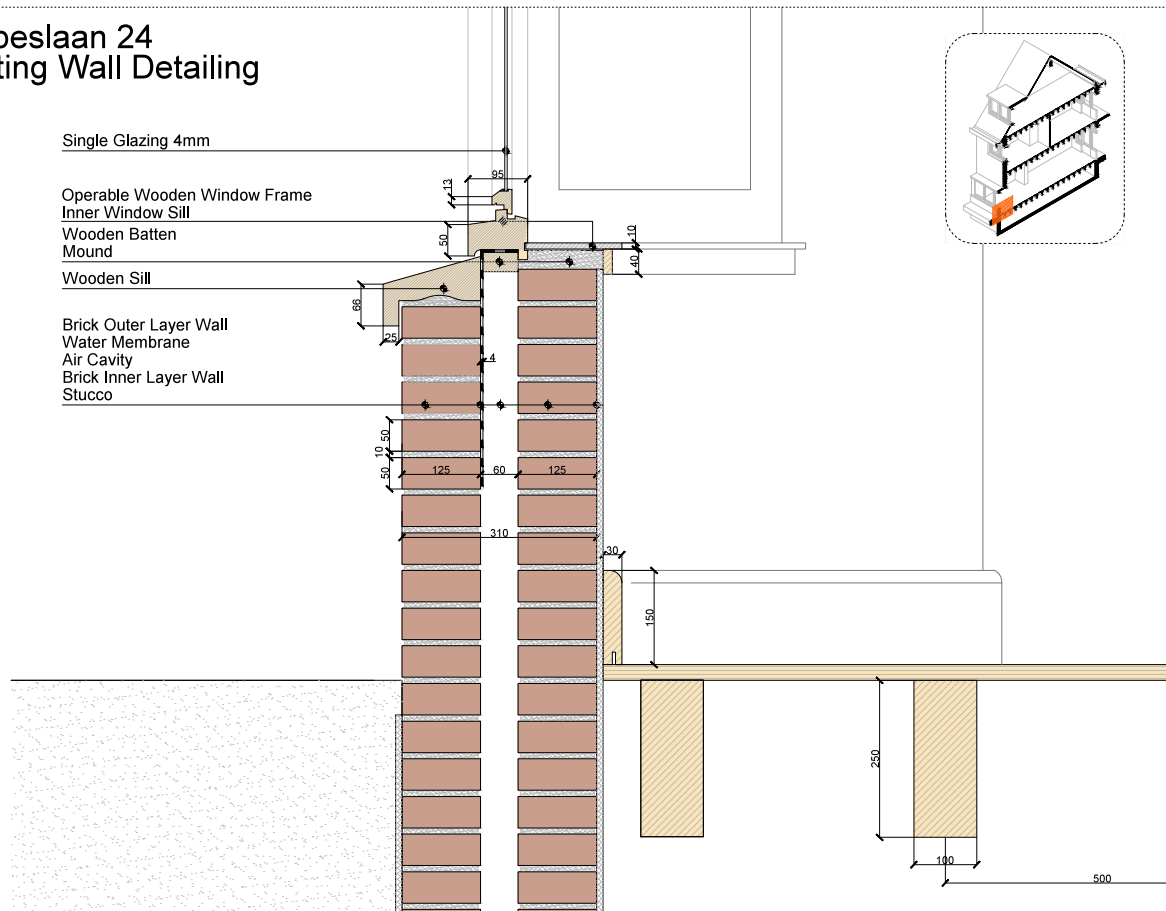 beslaan 24
ting Wall Detailing
Single Glazing 4mm
Operable Wooden Window Frame
Inner Window Sill
Wooden Batten
Mound
Wooden Sill
Brick Outer Layer Wall
Water Membrane
Air Cavity
Brick Inner Layer Wall
Stucco
95
13
50
10
40
66
25
4
50
10
50
125
60
125
310
30
150
250
100
500